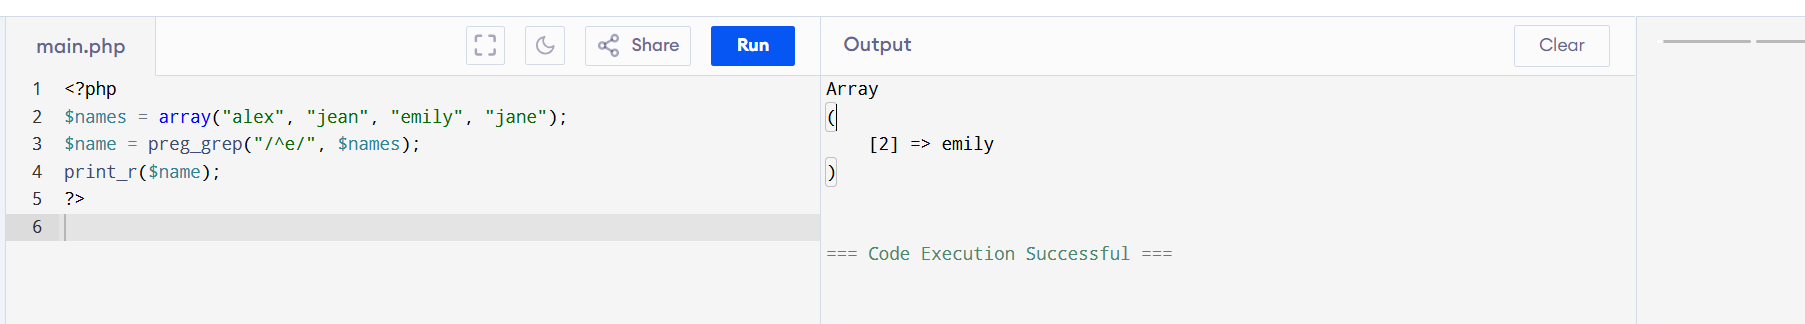 main.php
Share
Run
Output
Clear
1 <?php
2 $names = array("alex", "jean", "emily", "jane");
3 $name = preg_grep("/^e/", $names);
4 print_r($name);
5 ?>
6
Array
(
    [2] => emily
)
=== Code Execution Successful ===